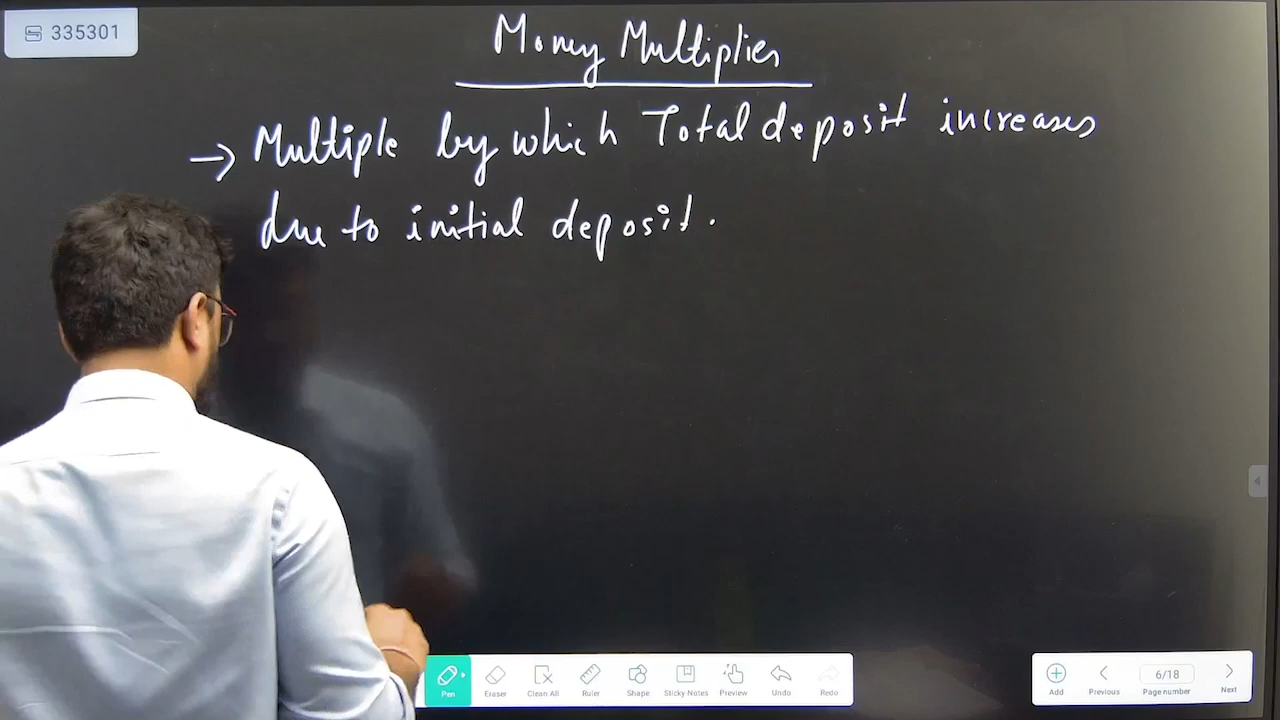 335301
Money Multiplier
→ Multiple by which Total deposit increases
due to initial deposit.
Pen Eraser Clean All Ruler Shape Sticky Notes Preview Undo Redo
Add Previous 6/18 Page number Next